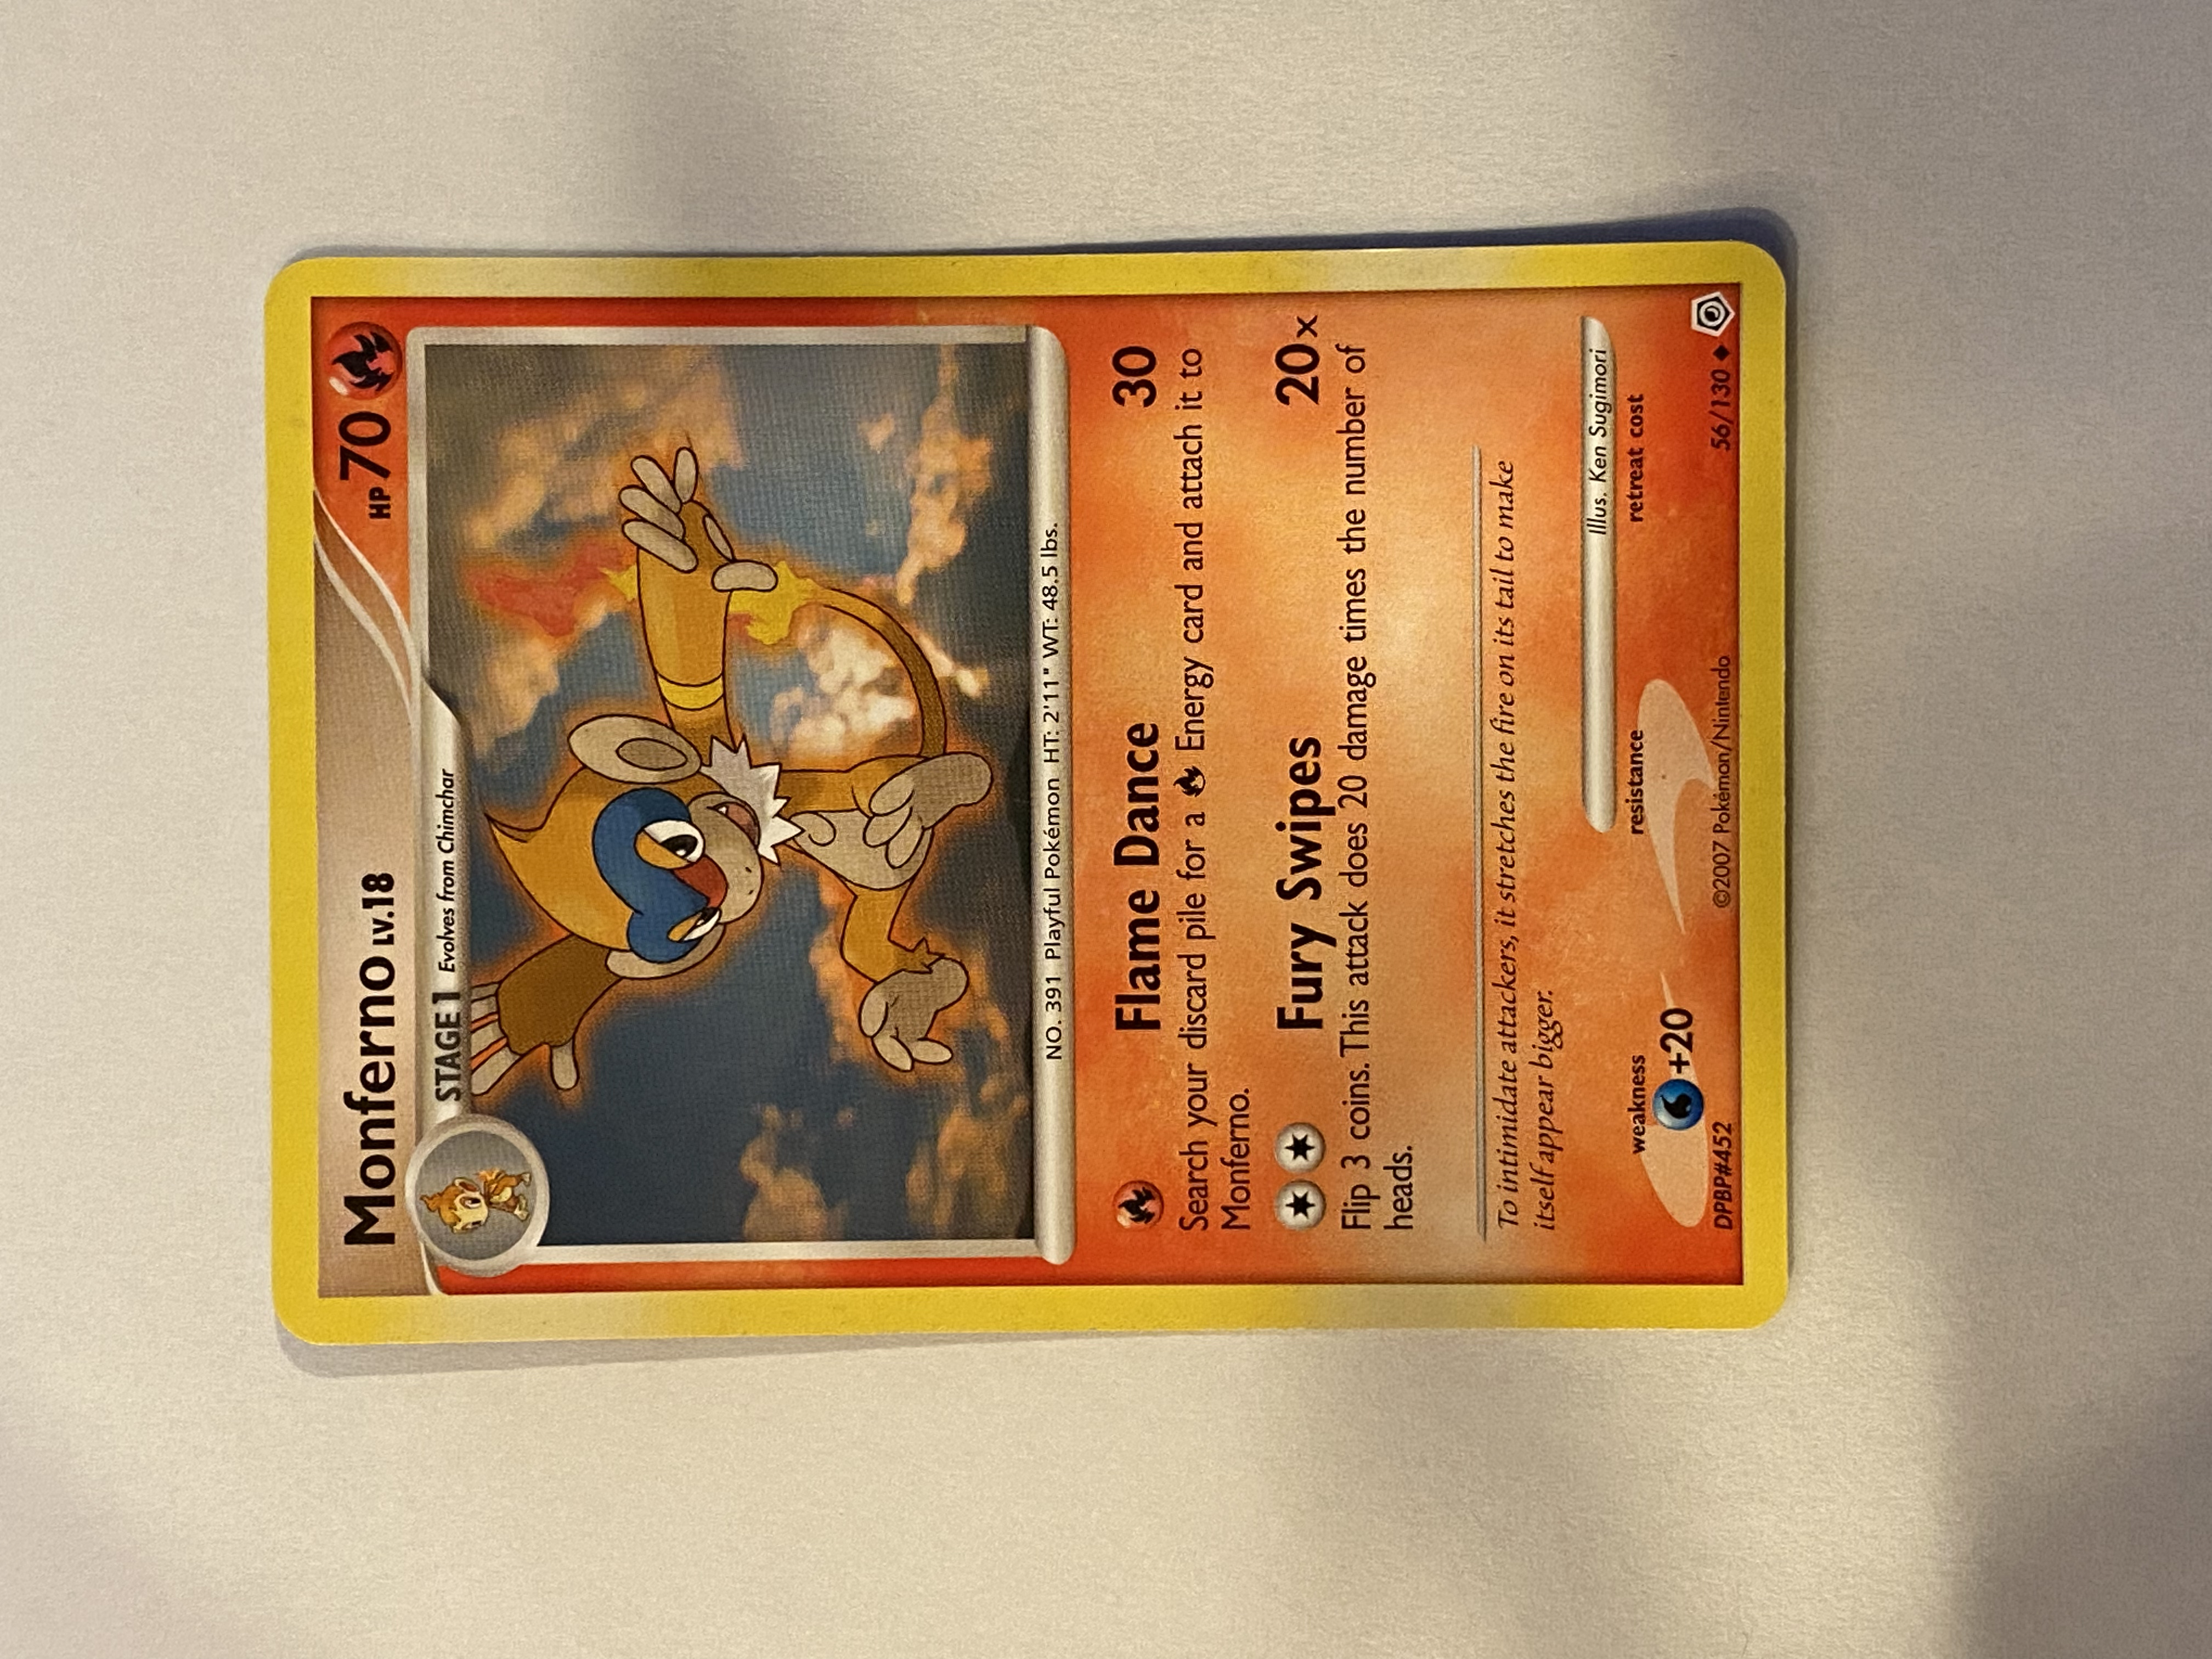 Monferno LV.18 HP 70
STAGE 1 Evolves from Chimchar
NO. 391 Playful Pokémon HT: 2'11" WT: 48.5 lbs.
Flame Dance 30
Search your discard pile for a Energy card and attach it to
Monferno.
Fury Swipes 20x
Flip 3 coins. This attack does 20 damage times the number of
heads.
To intimidate attackers, it stretches the fire on its tail to make
itself appear bigger.
Illus. Ken Sugimori
weakness resistance retreat cost
+20
DPBP#452 ©2007 Pokémon/Nintendo 56/130 ◆